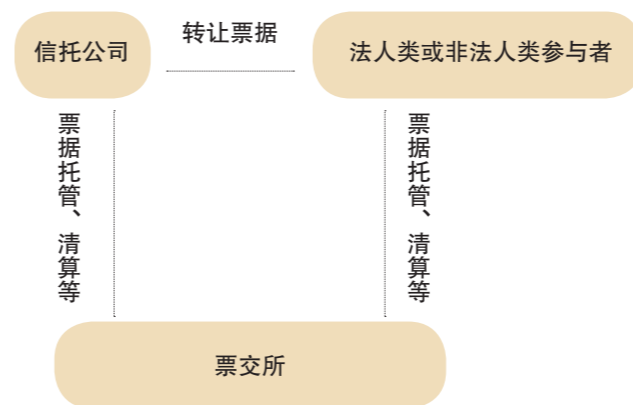 信托公司
转让票据
法人类或非法人类参与者
票据托管、清算等
票据托管、清算等
票交所